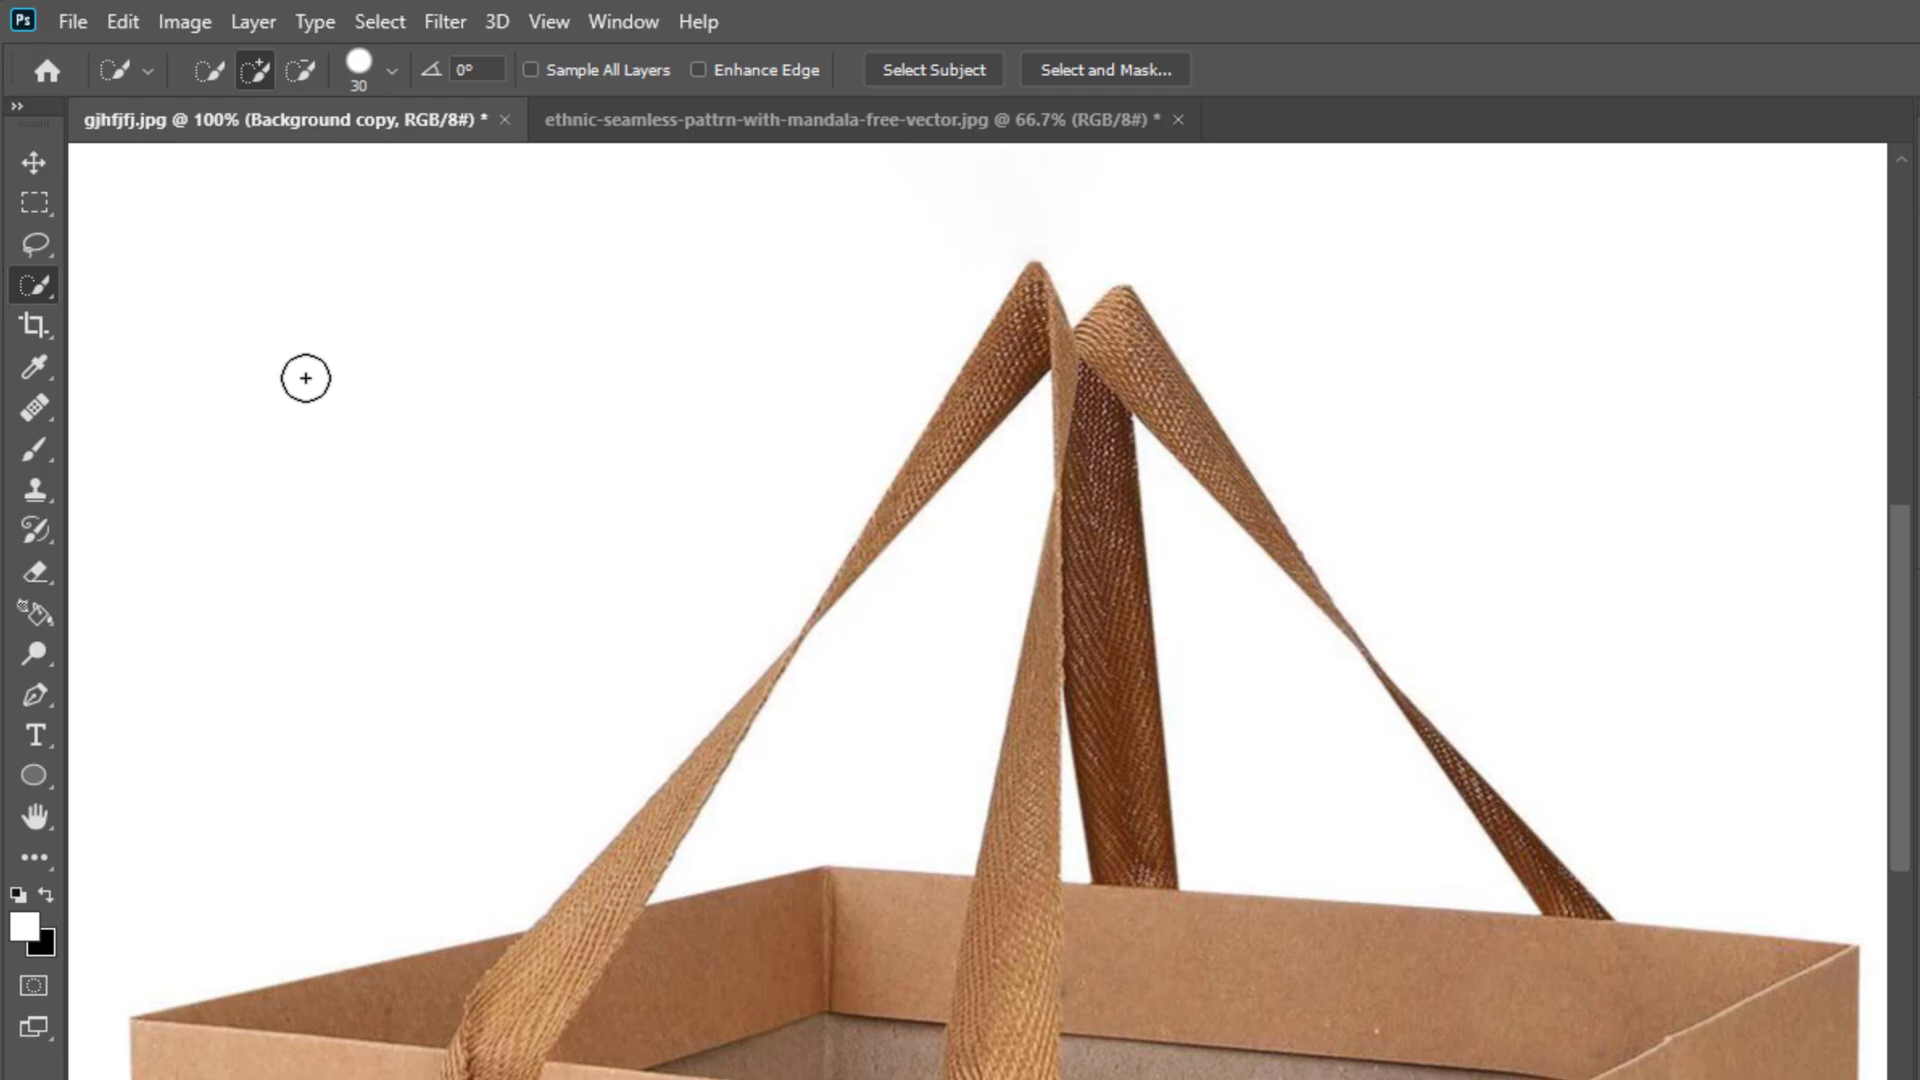 Ps File Edit Image Layer Type Select Filter 3D View Window Help
30 0° Sample All Layers Enhance Edge Select Subject Select and Mask...
gjhfjfj.jpg @ 100% (Background copy, RGB/8#) * ethnic-seamless-pattrn-with-mandala-free-vector.jpg @ 66.7% (RGB/8#) *